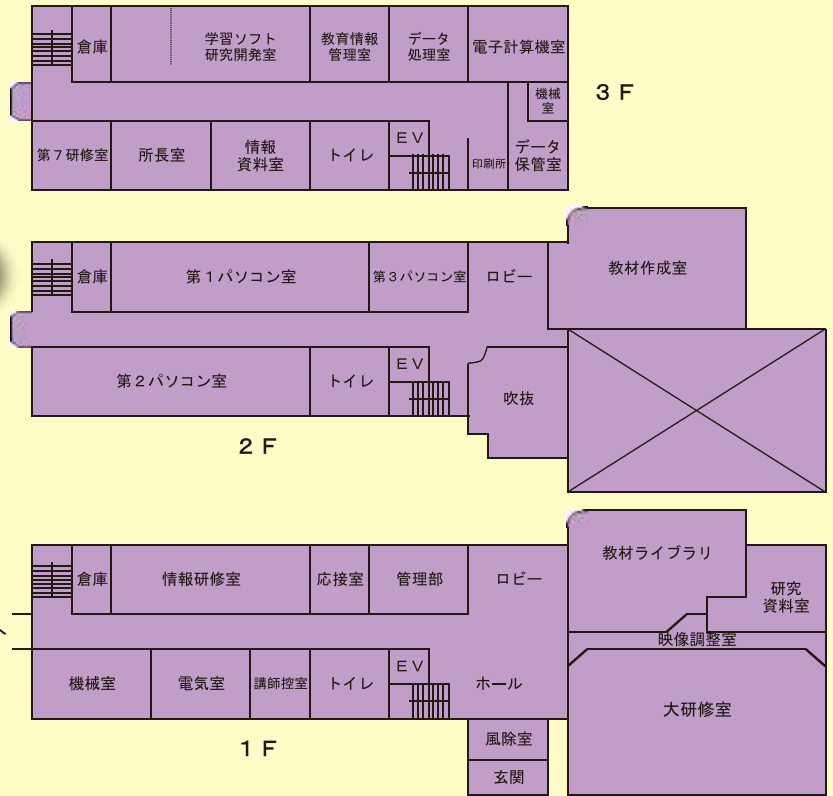 倉庫
学習ソフト
研究開発室
教育情報
管理室
データ
処理室
電子計算機室
機械
室
3F
第7研修室
所長室
情報
資料室
トイレ
EV
印刷所
データ
保管室
倉庫
第1パソコン室
第3パソコン室
ロビー
教材作成室
第2パソコン室
トイレ
EV
吹抜
2F
倉庫
情報研修室
応接室
管理部
ロビー
教材ライブラリ
研究
資料室
映像調整室
機械室
電気室
講師控室
トイレ
EV
ホール
大研修室
1F
風除室
玄関